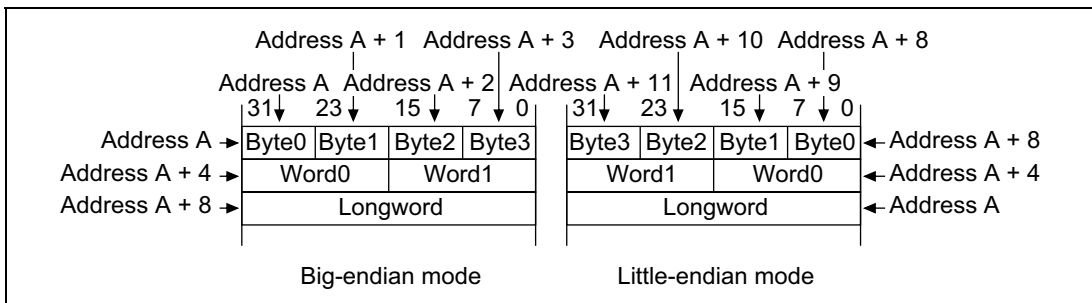 Address A + 1 Address A + 3 Address A + 10 Address A + 8
Address A Address A + 2 Address A + 11 Address A + 9
31 23 15 7 0 31 23 15 7 0
Address A Byte0 Byte1 Byte2 Byte3 Byte3 Byte2 Byte1 Byte0 Address A + 8
Address A + 4 Word0 Word1 Word1 Word0 Address A + 4
Address A + 8 Longword Longword Address A
Big-endian mode Little-endian mode